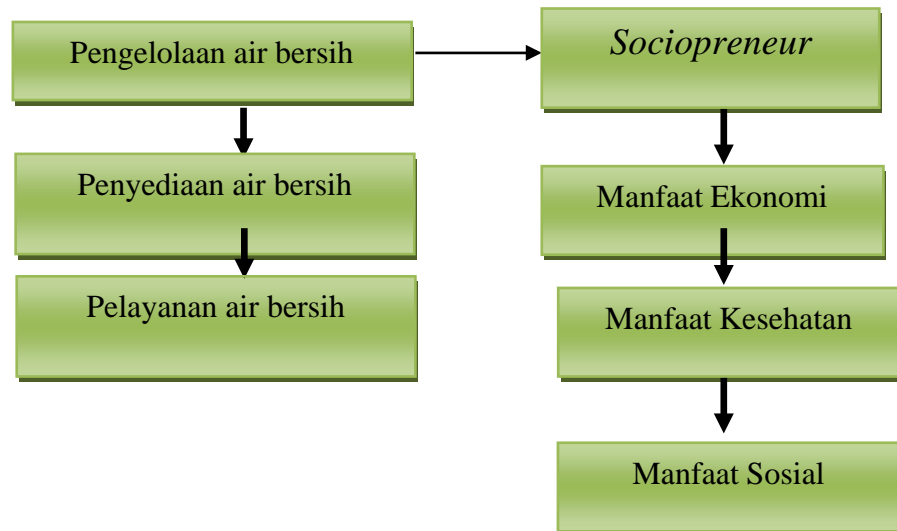 Pengelolaan air bersih
Sociopreneur
Penyediaan air bersih
Manfaat Ekonomi
Pelayanan air bersih
Manfaat Kesehatan
Manfaat Sosial